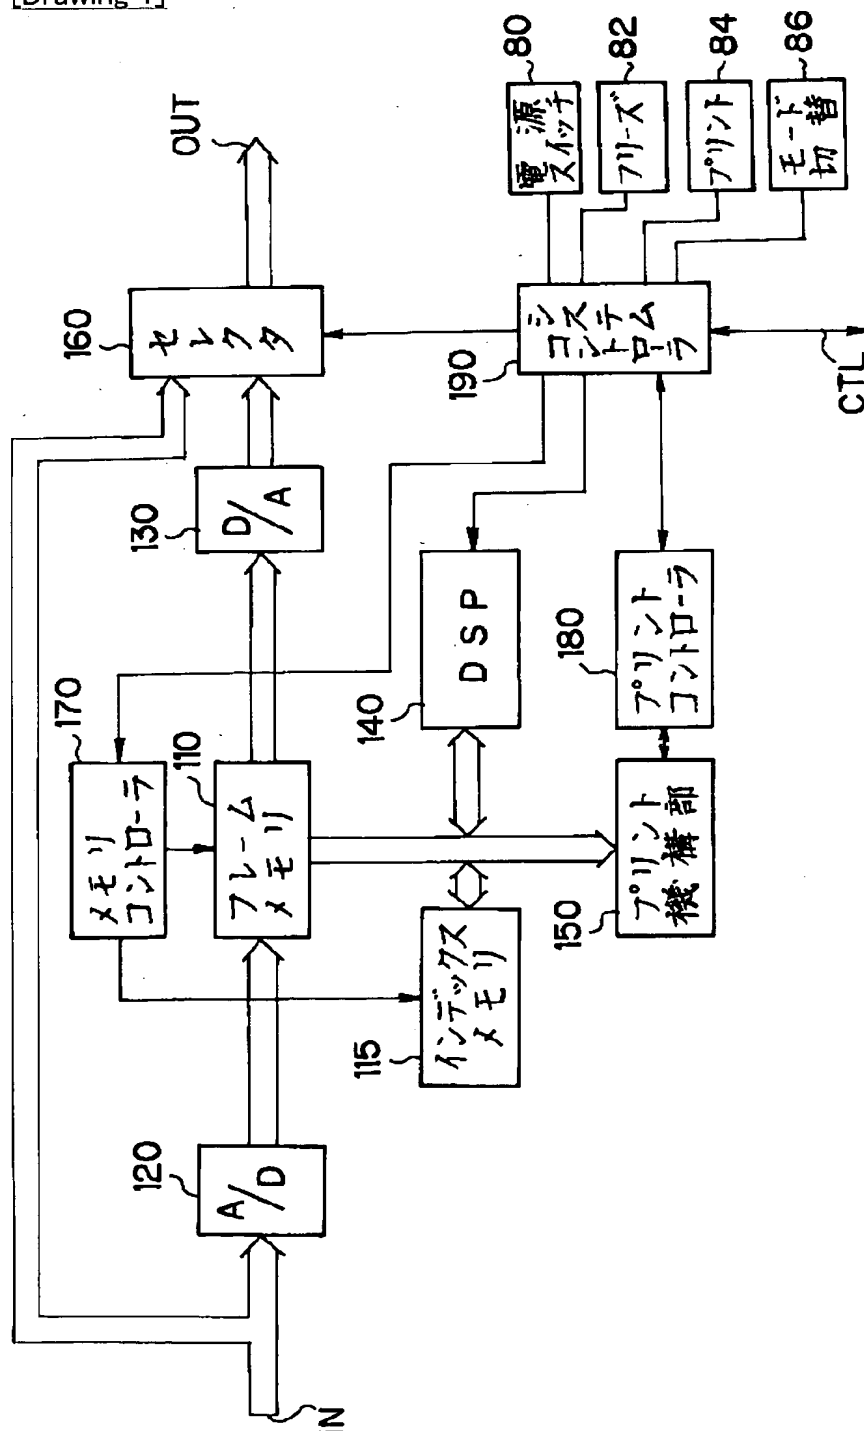 [Drawing
170
メモリ
コントローラ
IN
120
A/D
110
フレーム
メモリ
130
D/A
160
セレクタ
OUT
115
インデックス
メモリ
140
DSP
190
システム
コントロー
ラ
80
電源
スイッチ
82
フリーズ
84
プリント
86
モード
切替
150
プリント
機構部
180
プリント
コントローラ
CTL